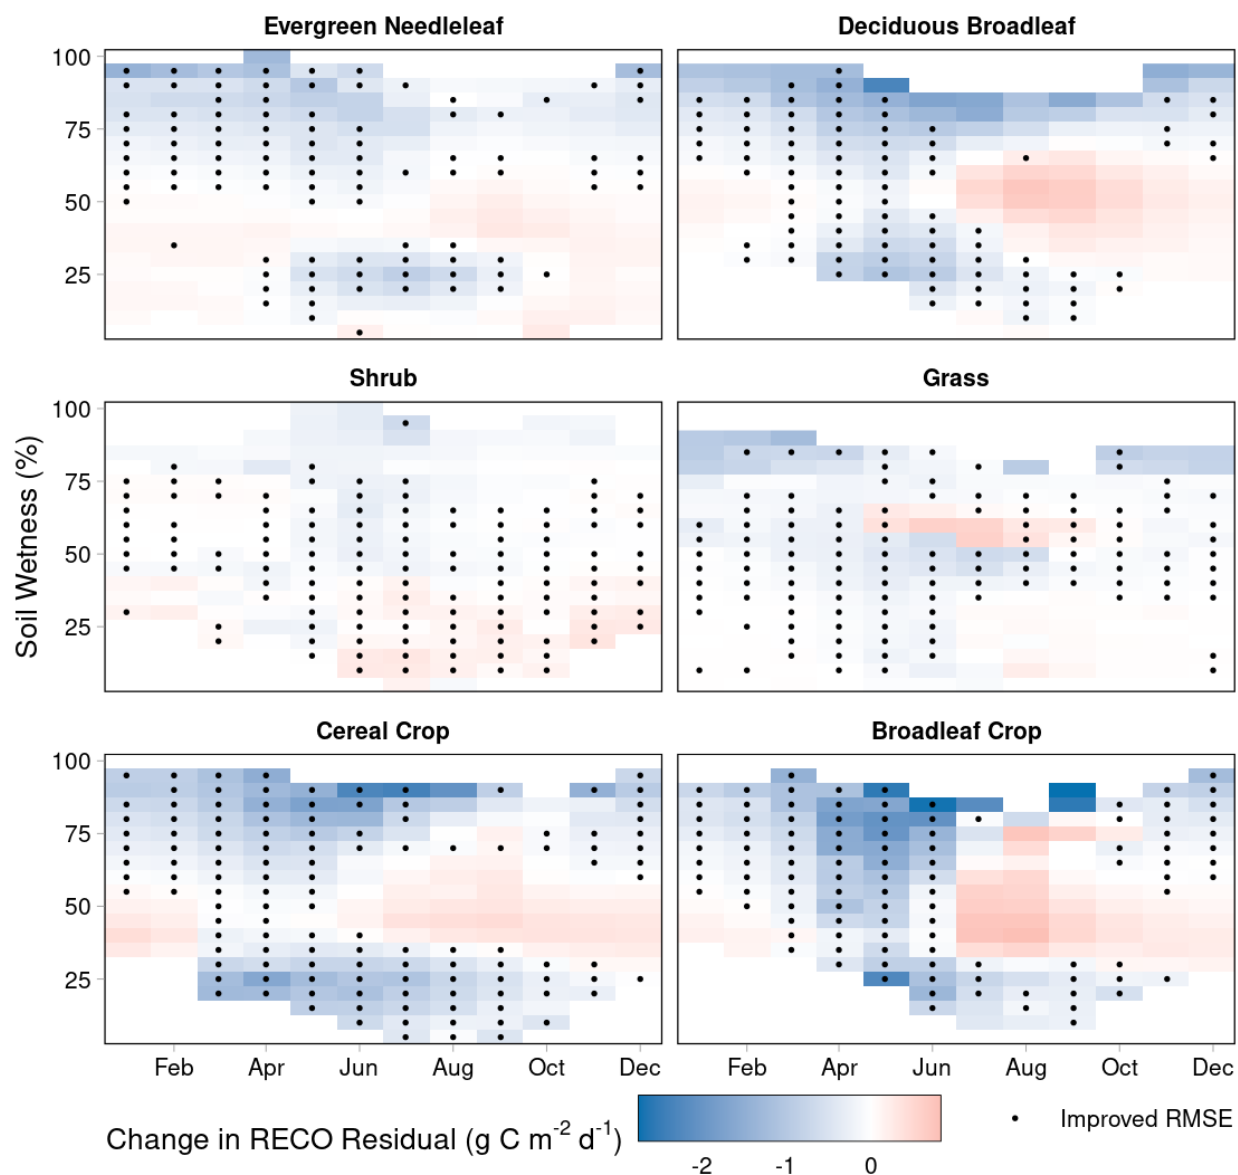 Evergreen Needleleaf
Deciduous Broadleaf
100
75
50
25
Shrub
Grass
Soil Wetness (%)
100
75
50
25
Cereal Crop
Broadleaf Crop
100
75
50
25
Feb Apr Jun Aug Oct Dec
Feb Apr Jun Aug Oct Dec
Change in RECO Residual (g C m⁻² d⁻¹)
-2 -1 0
Improved RMSE